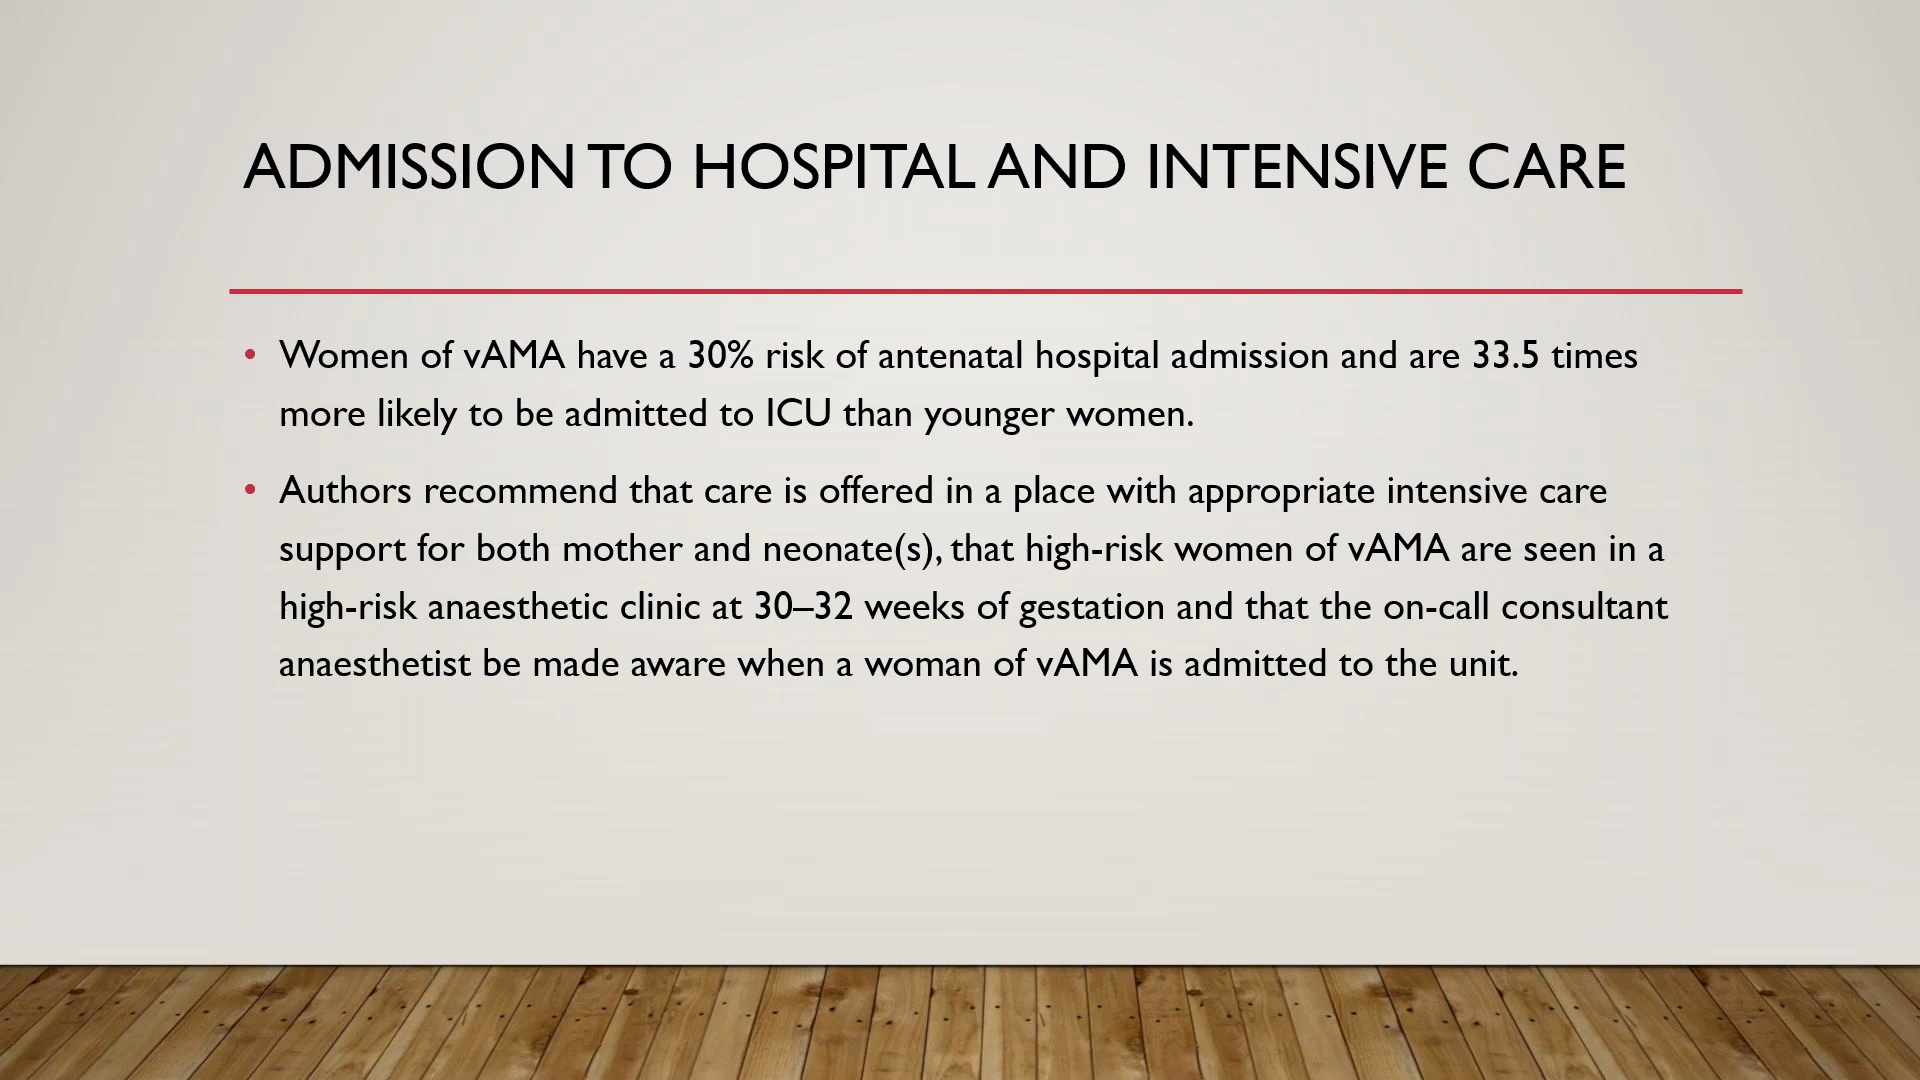 ADMISSION TO HOSPITAL AND INTENSIVE CARE
• Women of vAMA have a 30% risk of antenatal hospital admission and are 33.5 times
more likely to be admitted to ICU than younger women.
• Authors recommend that care is offered in a place with appropriate intensive care
support for both mother and neonate(s), that high-risk women of vAMA are seen in a
high-risk anaesthetic clinic at 30–32 weeks of gestation and that the on-call consultant
anaesthetist be made aware when a woman of vAMA is admitted to the unit.